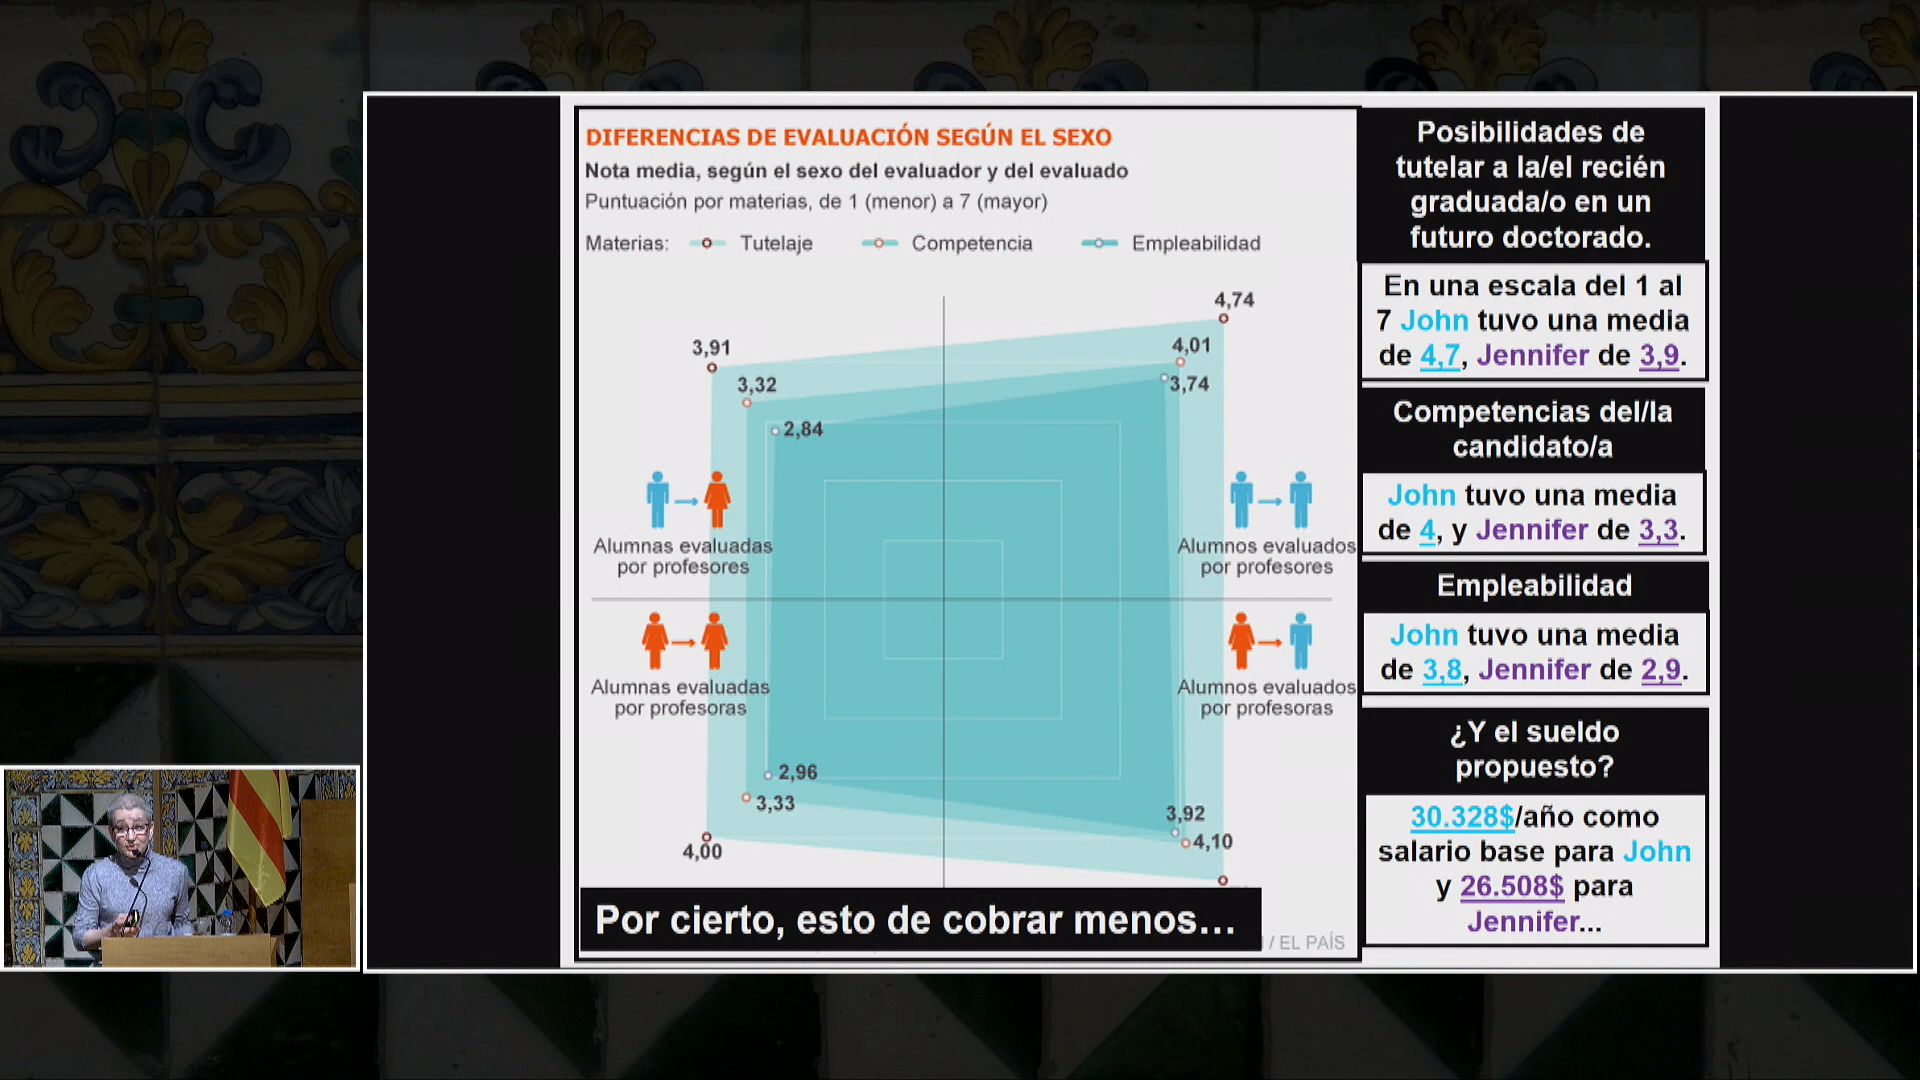 DIFERENCIAS DE EVALUACIÓN SEGÚN EL SEXO
Nota media, según el sexo del evaluador y del evaluado
Puntuación por materias, de 1 (menor) a 7 (mayor)
Materias: Tutelaje Competencia Empleabilidad
4,74
3,91
4,01
3,32
3,74
2,84
Alumnas evaluadas
por profesores
Alumnos evaluados
por profesores
Alumnas evaluadas
por profesoras
Alumnos evaluados
por profesoras
2,96
3,33
3,92
4,00
4,10
Por cierto, esto de cobrar menos...
/ EL PAÍS
Posibilidades de
tutelar a la/el recién
graduada/o en un
futuro doctorado.
En una escala del 1 al
7 John tuvo una media
de 4,7, Jennifer de 3,9.
Competencias del/la
candidato/a
John tuvo una media
de 4, y Jennifer de 3,3.
Empleabilidad
John tuvo una media
de 3,8, Jennifer de 2,9.
¿Y el sueldo
propuesto?
30.328$/año como
salario base para John
y 26.508$ para
Jennifer...